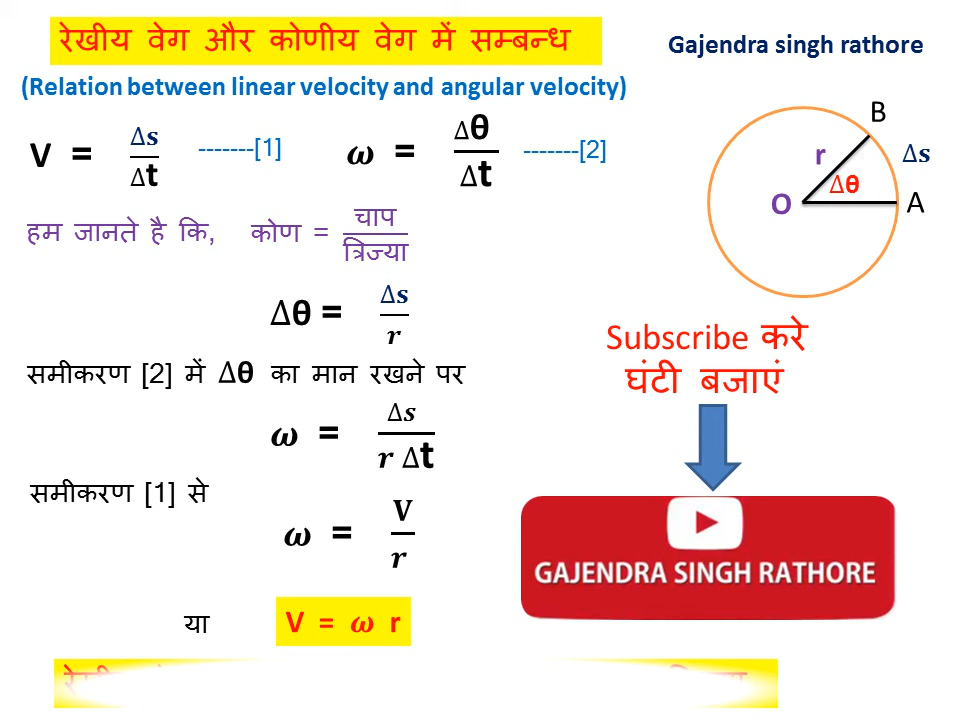 रेखीय वेग और कोणीय वेग में सम्बन्ध
Gajendra singh rathore
(Relation between linear velocity and angular velocity)
V = Δs/Δt -------[1] ω = Δθ/Δt -------[2]
हम जानते है कि, कोण = चाप/त्रिज्या
Δθ = Δs/r
समीकरण [2] में Δθ का मान रखने पर
ω = Δs/r Δt
समीकरण [1] से
ω = V/r
या V = ω r
B
r Δs
Δθ
O A
Subscribe करे
घंटी बजाएं
GAJENDRA SINGH RATHORE